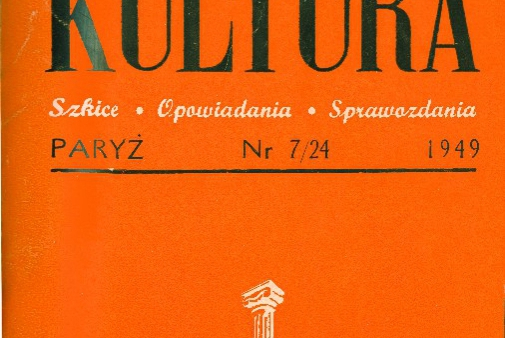 KULTURA
Szkice • Opowiadania • Sprawozdania
PARYŻ Nr 7/24 1949